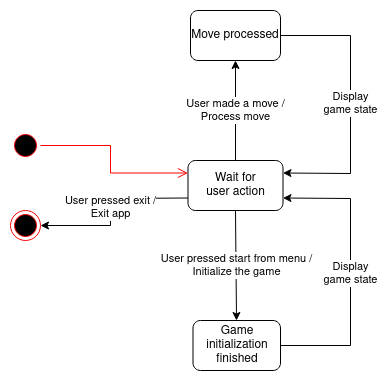 Move processed
User made a move /
Process move
Display
game state
Wait for
user action
User pressed exit /
Exit app
User pressed start from menu /
Initialize the game
Display
game state
Game
initialization
finished